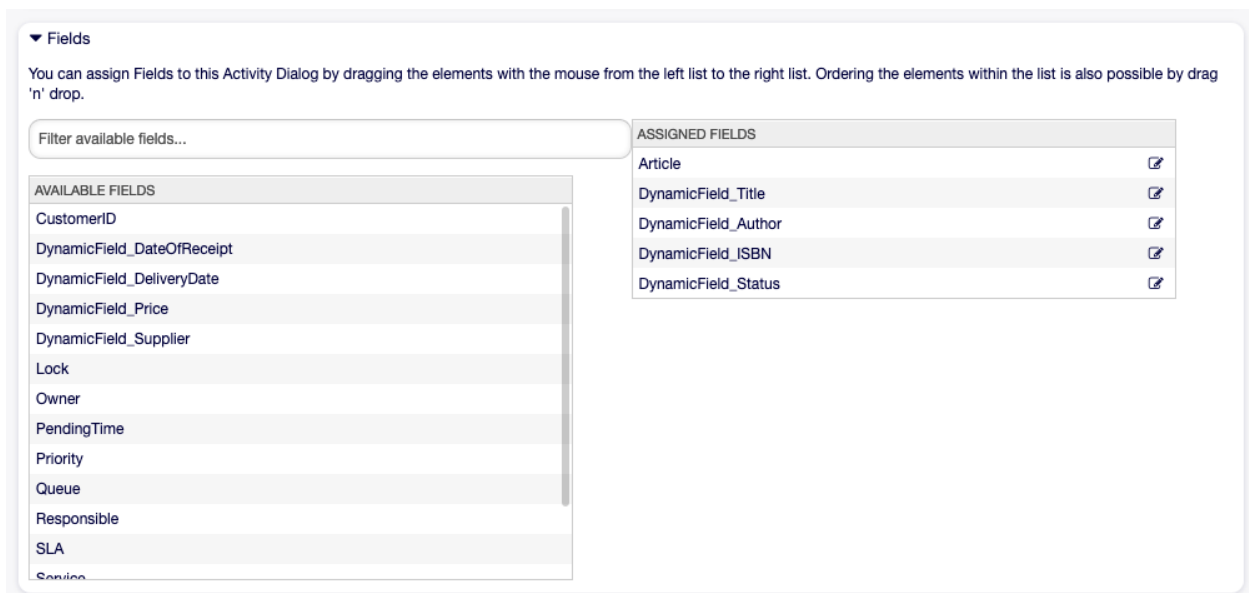 Fields
You can assign Fields to this Activity Dialog by dragging the elements with the mouse from the left list to the right list. Ordering the elements within the list is also possible by drag
'n' drop.
Filter available fields...
AVAILABLE FIELDS
CustomerID
DynamicField_DateOfReceipt
DynamicField_DeliveryDate
DynamicField_Price
DynamicField_Supplier
Lock
Owner
PendingTime
Priority
Queue
Responsible
SLA
Service
ASSIGNED FIELDS
Article
DynamicField_Title
DynamicField_Author
DynamicField_ISBN
DynamicField_Status